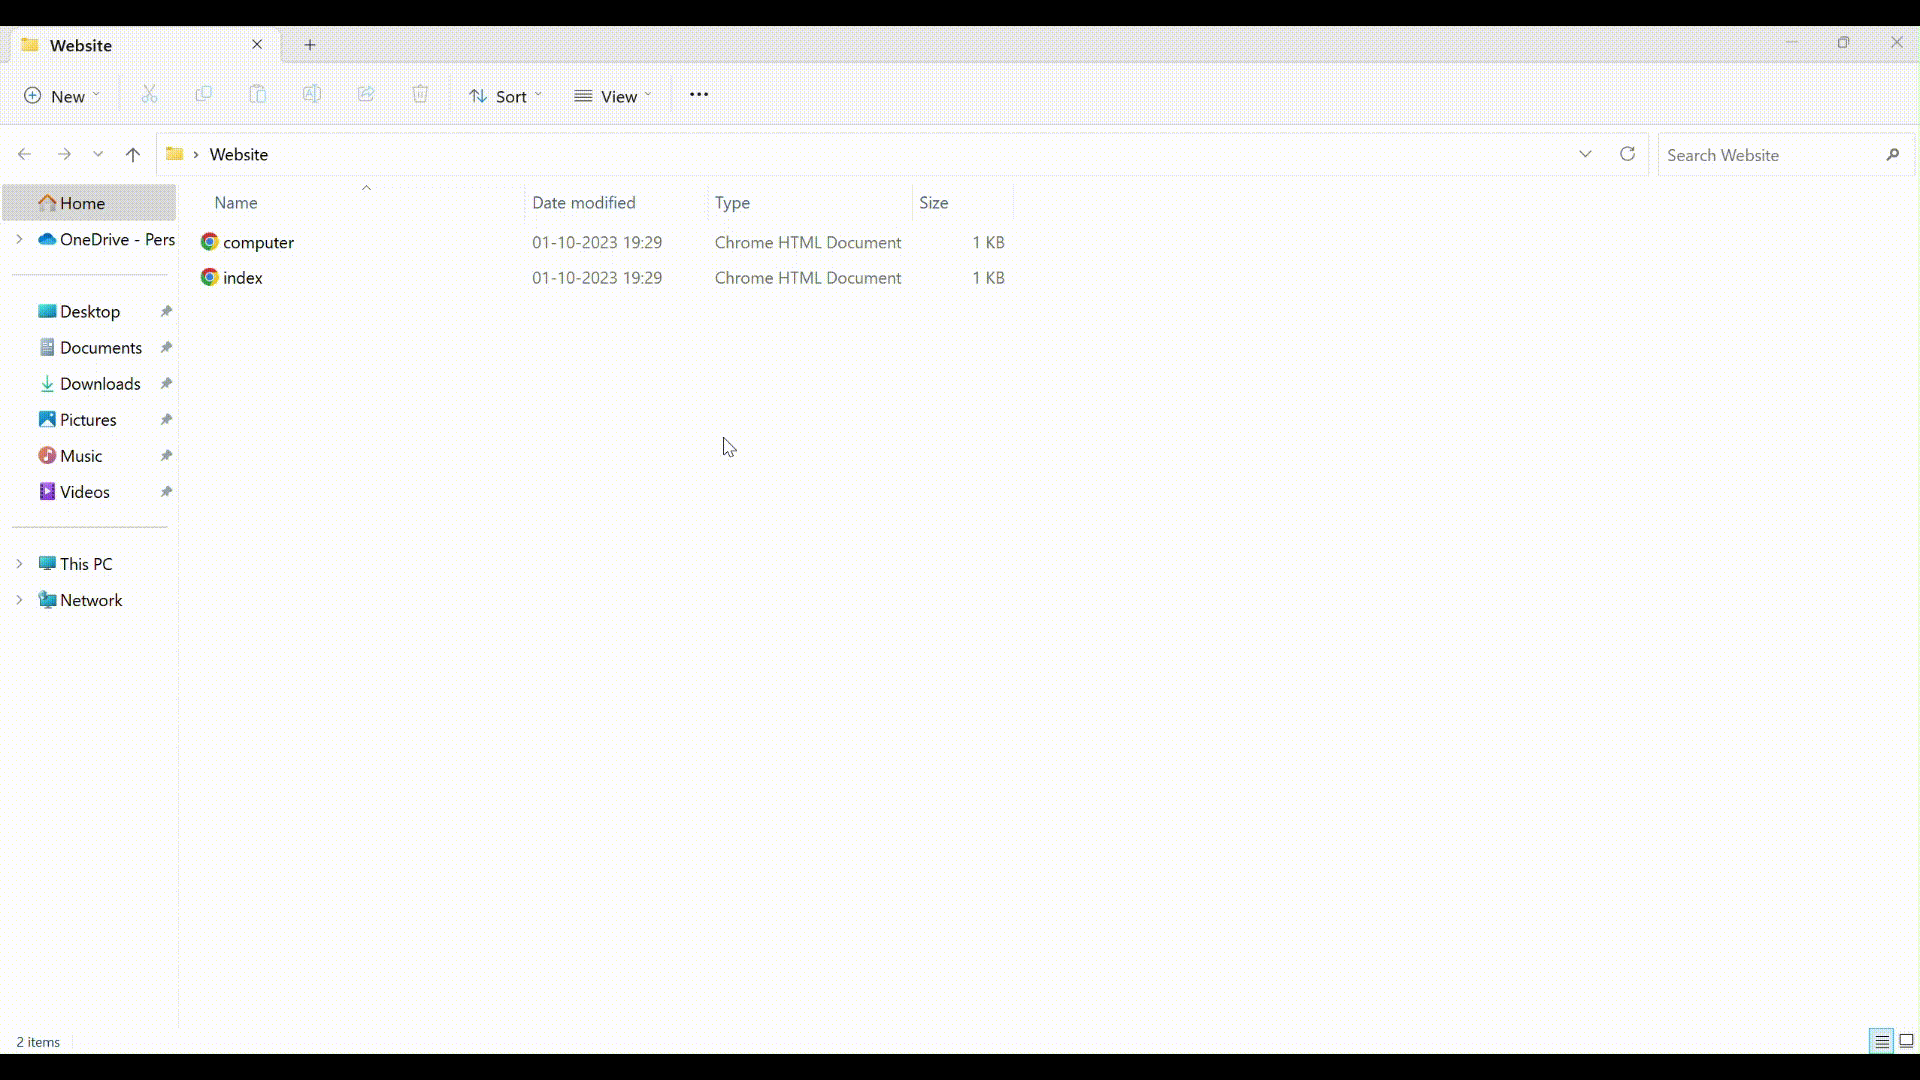 Website
New
Sort
View
Website
Search Website
Home
OneDrive - Pers
Desktop
Documents
Downloads
Pictures
Music
Videos
This PC
Network
Name Date modified Type Size
computer 01-10-2023 19:29 Chrome HTML Document 1 KB
index 01-10-2023 19:29 Chrome HTML Document 1 KB
2 items